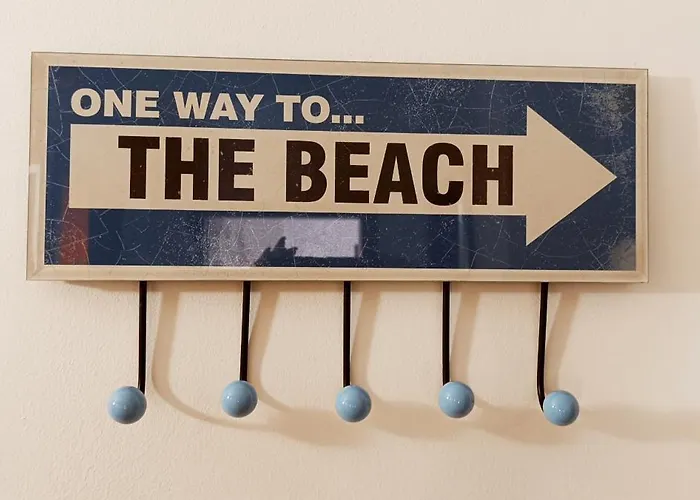 ONE WAY TO...
THE BEACH